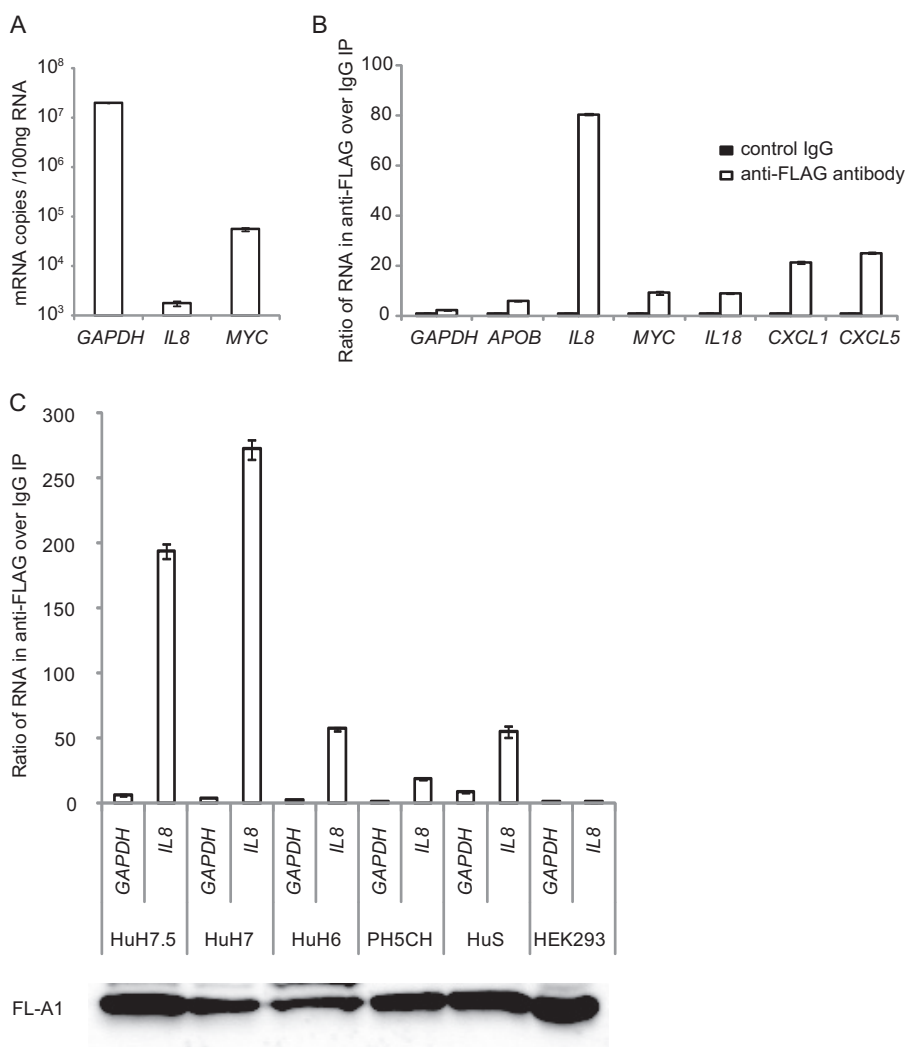 A
mRNA copies /100ng RNA
10⁸
10⁷
10⁶
10⁵
10⁴
10³
GAPDH IL8 MYC
B
Ratio of RNA in anti-FLAG over IgG IP
100
80
60
40
20
0
control IgG
anti-FLAG antibody
GAPDH APOB IL8 MYC IL18 CXCL1 CXCL5
C
Ratio of RNA in anti-FLAG over IgG IP
300
250
200
150
100
50
0
GAPDH IL8 GAPDH IL8 GAPDH IL8 GAPDH IL8 GAPDH IL8 GAPDH IL8
HuH7.5 HuH7 HuH6 PH5CH HuS HEK293
FL-A1